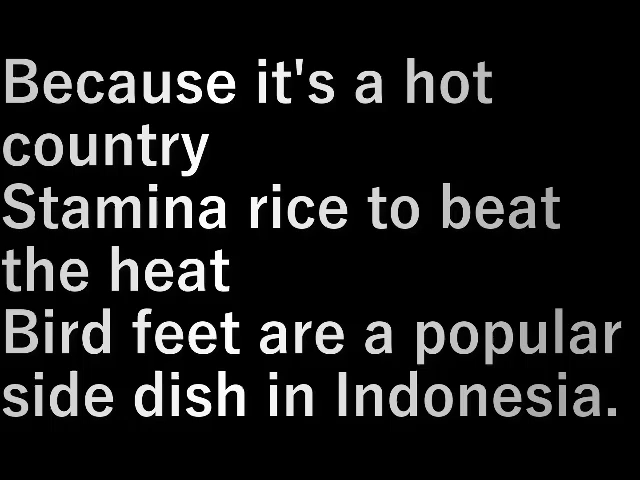 Because it's a hot
country
Stamina rice to beat
the heat
Bird feet are a popular
side dish in Indonesia.